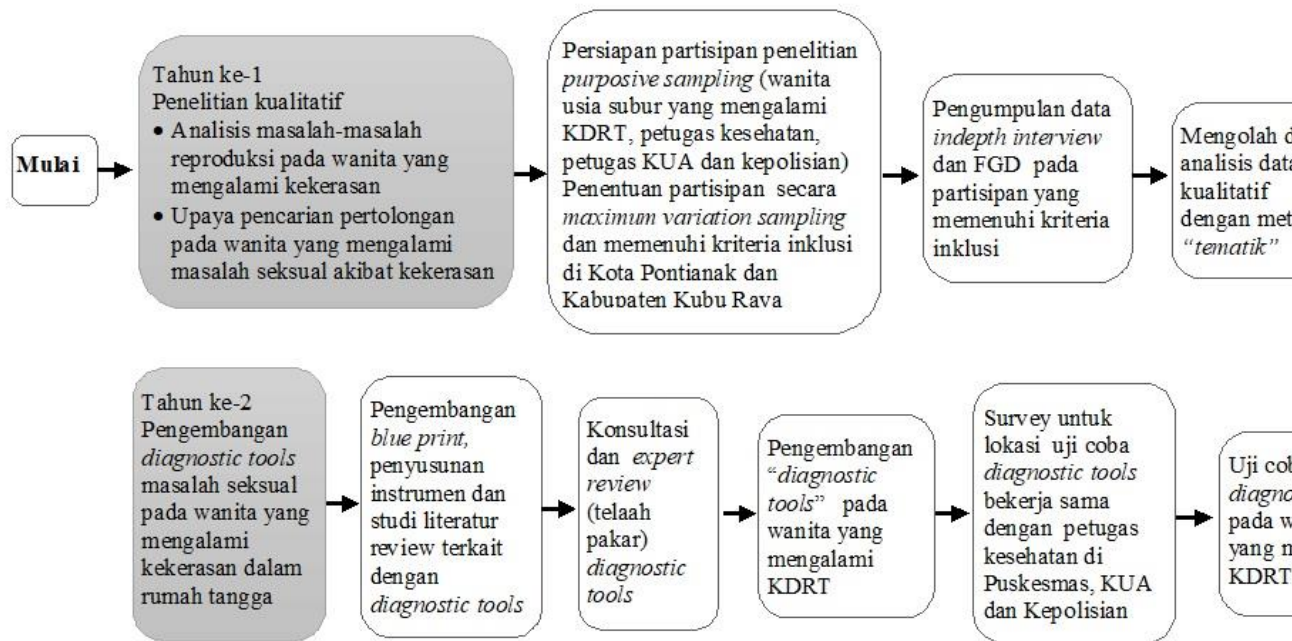 Mulai
Tahun ke-1
Penelitian kualitatif
• Analisis masalah-masalah
reproduksi pada wanita yang
mengalami kekerasan
• Upaya pencarian pertolongan
pada wanita yang mengalami
masalah seksual akibat kekerasan
Persiapan partisipan penelitian
purposive sampling (wanita
usia subur yang mengalami
KDRT, petugas kesehatan,
petugas KUA dan kepolisian)
Penentuan partisipan secara
maximum variation sampling
dan memenuhi kriteria inklusi
di Kota Pontianak dan
Kabupaten Kubu Raya
Pengumpulan data
indepth interview
dan FGD pada
partisipan yang
memenuhi kriteria
inklusi
Mengolah d
analisis data
kualitatif
dengan met
“tematik”
Tahun ke-2
Pengembangan
diagnostic tools
masalah seksual
pada wanita yang
mengalami
kekerasan dalam
rumah tangga
Pengembangan
blue print,
penyusunan
instrumen dan
studi literatur
review terkait
dengan
diagnostic tools
Konsultasi
dan expert
review
(telaah
pakar)
diagnostic
tools
Pengembangan
“diagnostic
tools” pada
wanita yang
mengalami
KDRT
Survey untuk
lokasi uji coba
diagnostic tools
bekerja sama
dengan petugas
kesehatan di
Puskesmas, KUA
dan Kepolisian
Uji cob
diagno
pada w
yang m
KDRT